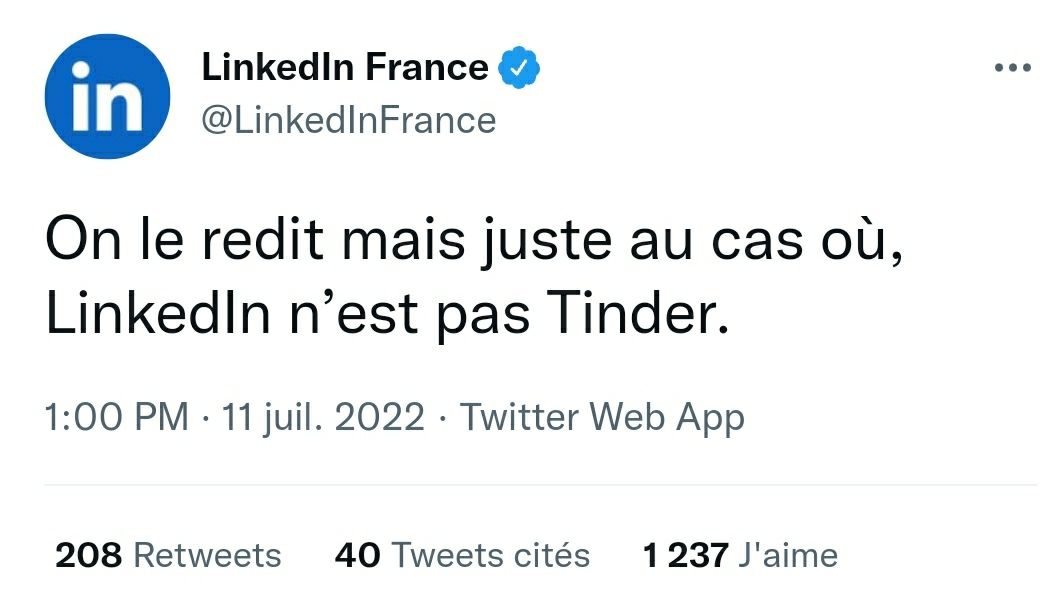 in
LinkedIn France
@LinkedInFrance
On le redit mais juste au cas où,
LinkedIn n’est pas Tinder.
1:00 PM · 11 juil. 2022 · Twitter Web App
208 Retweets 40 Tweets cités 1 237 J'aime